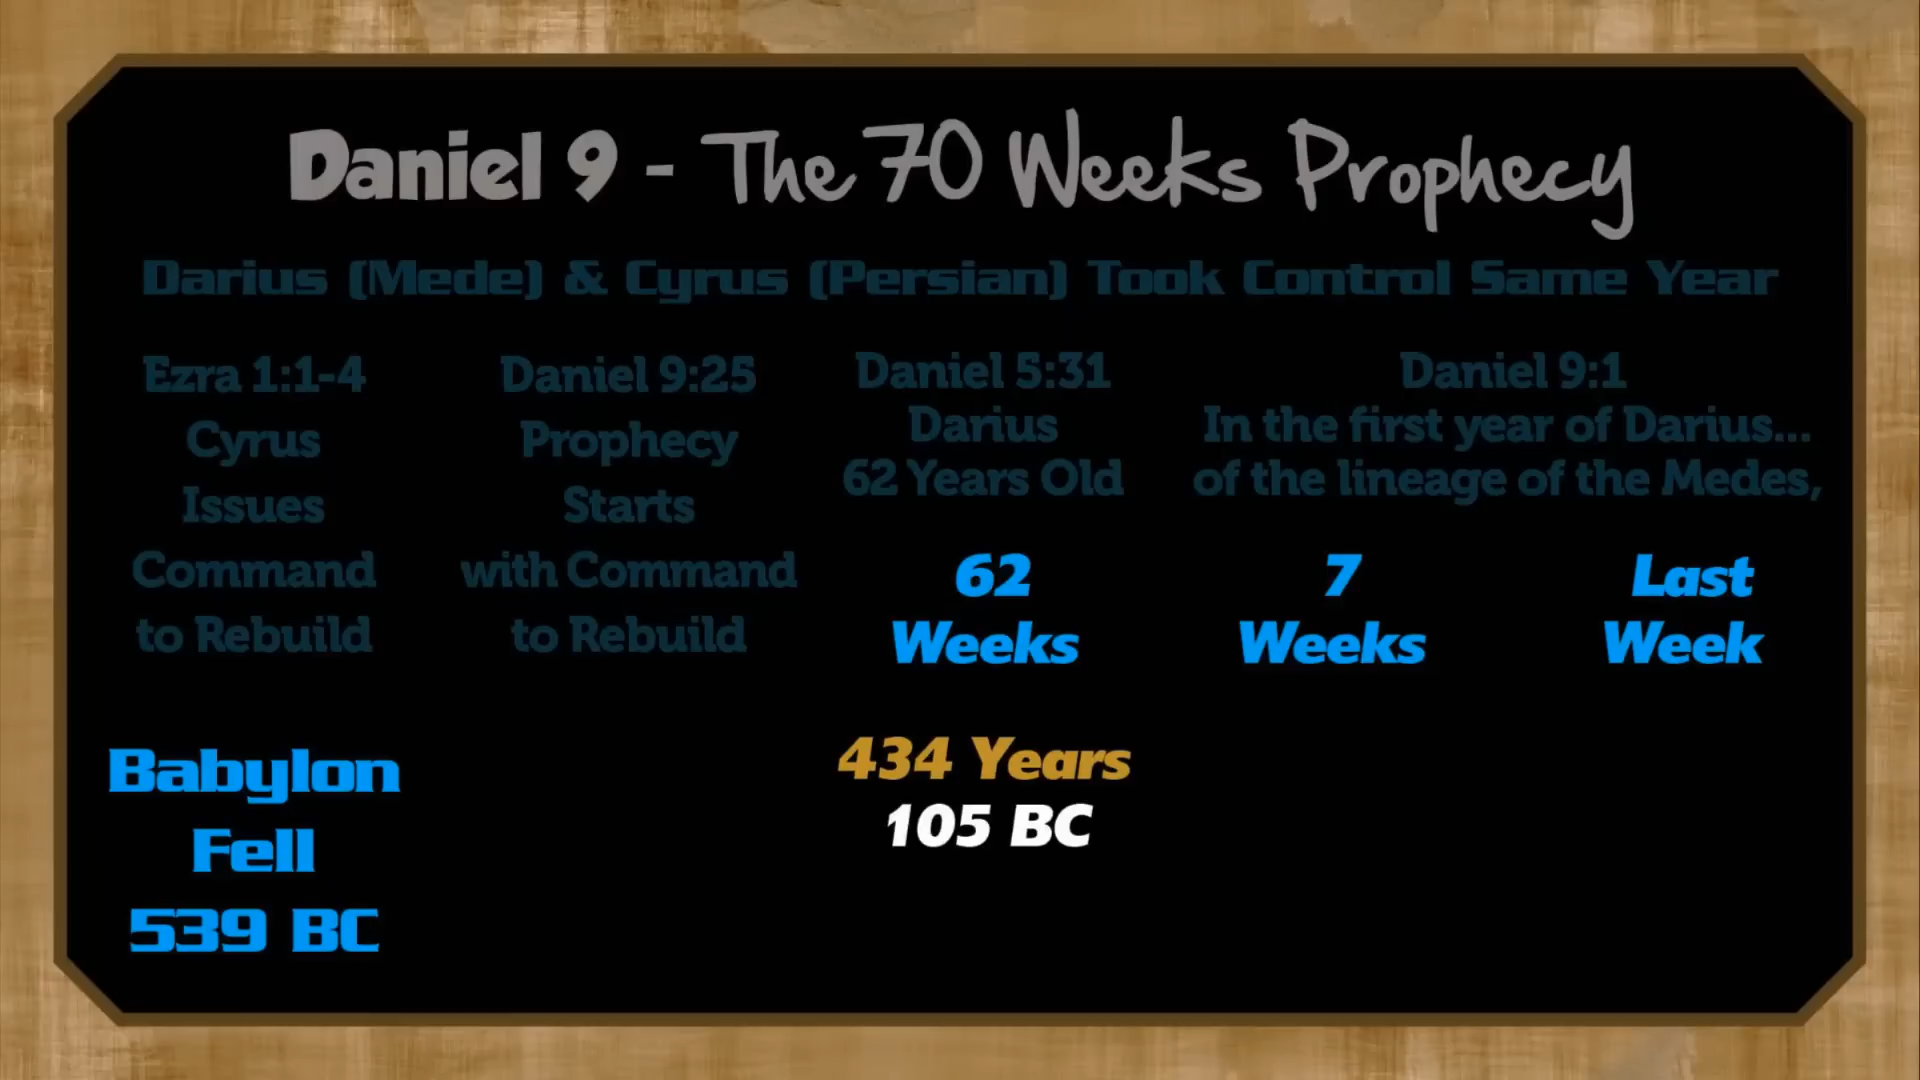 Daniel 9 - The 70 Weeks Prophecy
Darius (Mede) & Cyrus (Persian) Took Control Same Year
Ezra 1:1-4
Cyrus
Issues
Command
to Rebuild
Daniel 9:25
Prophecy
Starts
with Command
to Rebuild
Daniel 5:31
Darius
62 Years Old
Daniel 9:1
In the first year of Darius...
of the lineage of the Medes,
62
Weeks
7
Weeks
Last
Week
Babylon
Fell
539 BC
434 Years
105 BC